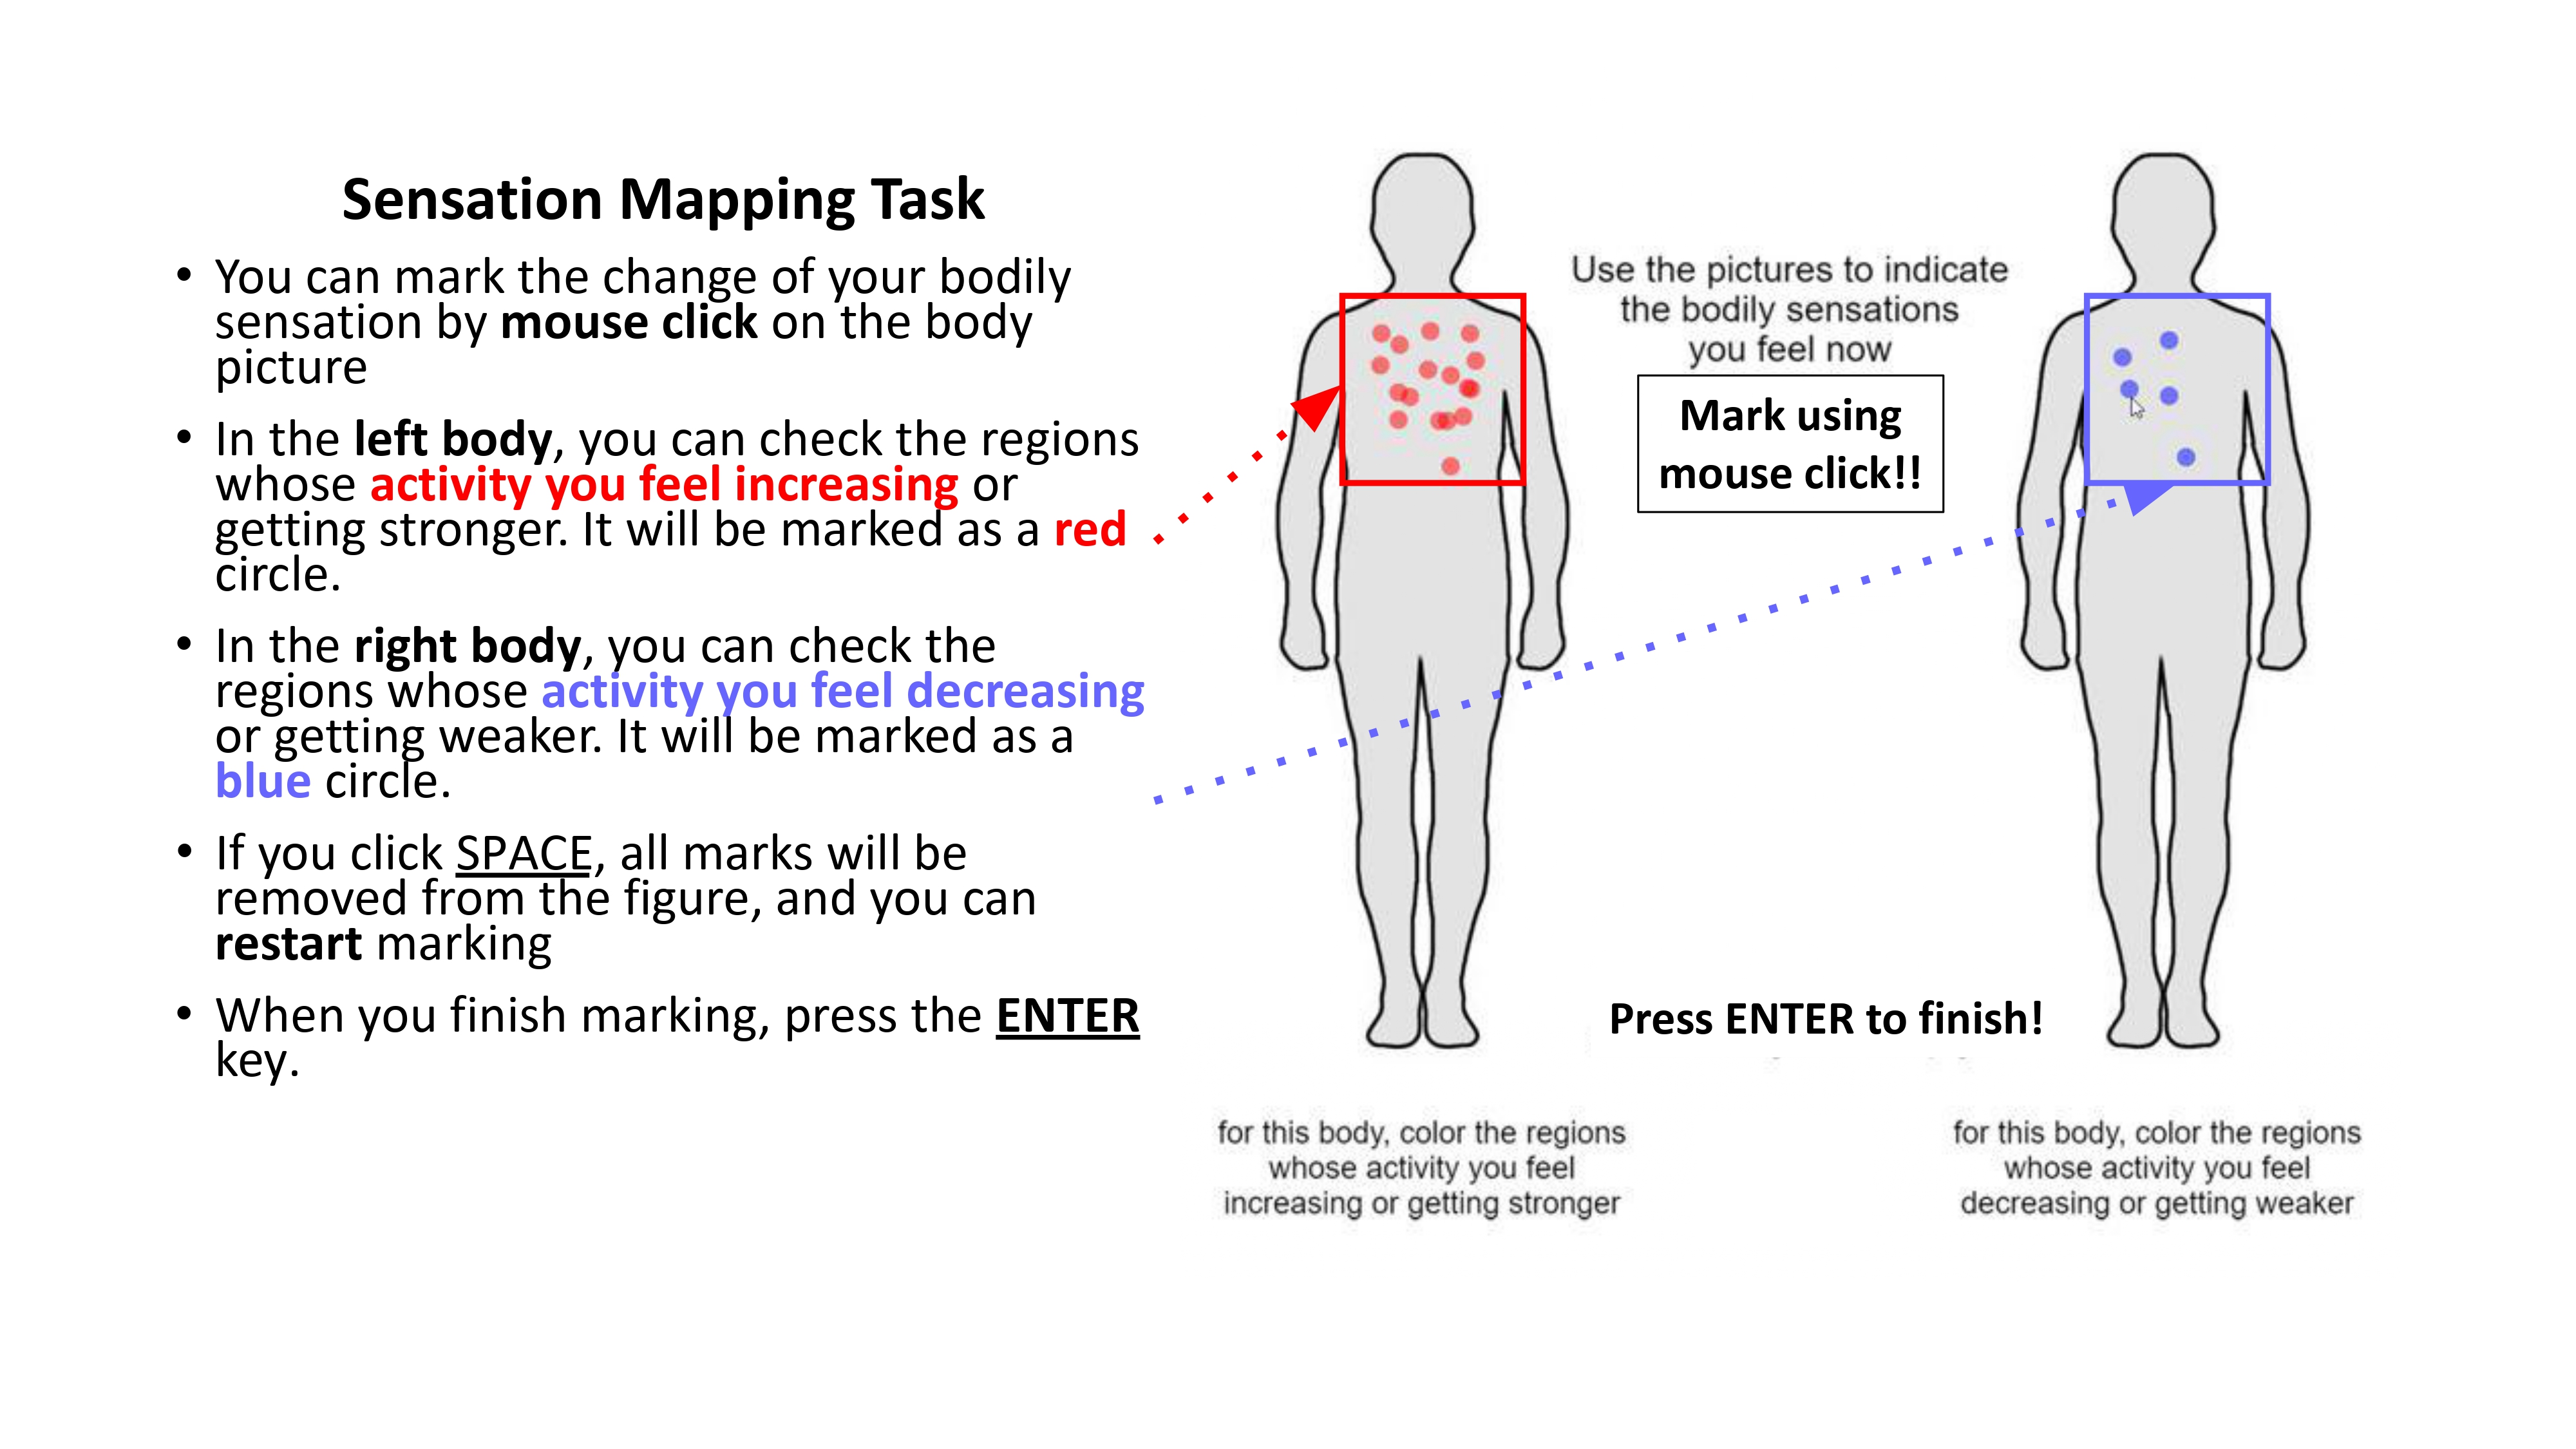 Sensation Mapping Task
• You can mark the change of your bodily
sensation by mouse click on the body
picture
• In the left body, you can check the regions
whose activity you feel increasing or
getting stronger. It will be marked as a red
circle.
• In the right body, you can check the
regions whose activity you feel decreasing
or getting weaker. It will be marked as a
blue circle.
• If you click SPACE, all marks will be
removed from the figure, and you can
restart marking
• When you finish marking, press the ENTER
key.
Use the pictures to indicate
the bodily sensations
you feel now
Mark using
mouse click!!
Press ENTER to finish!
for this body, color the regions
whose activity you feel
increasing or getting stronger
for this body, color the regions
whose activity you feel
decreasing or getting weaker